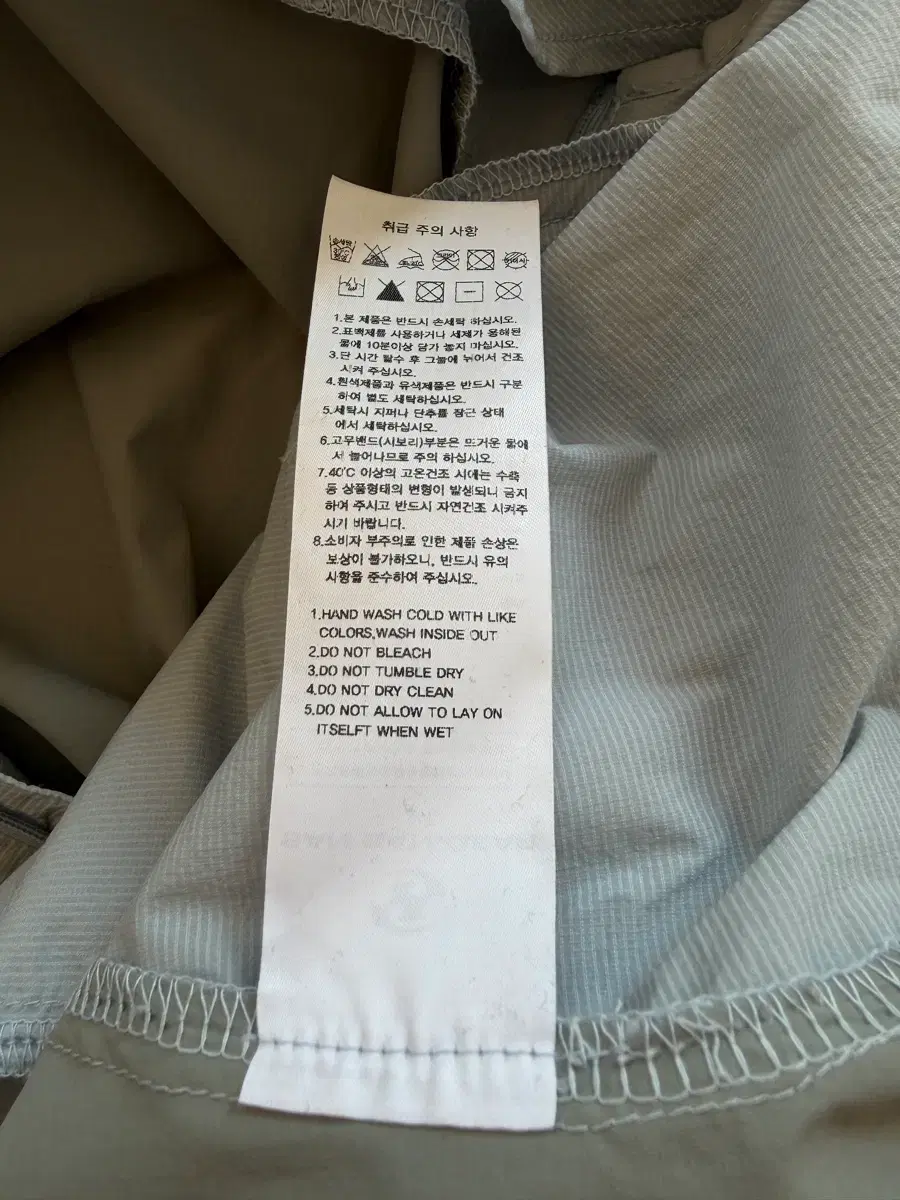 취급 주의 사항
1.본 제품은 반드시 손세탁 하십시오.
2.표백제를 사용하거나 세제가 용해된
물에 10분이상 담가 놓지 마십시오.
3.단 시간 탈수 후 그늘에 뉘어서 건조
시켜 주십시오.
4.흰색제품과 유색제품은 반드시 구분
하여 별도 세탁하십시오.
5.세탁시 지퍼나 단추를 잠근 상태
에서 세탁하십시오.
6.고무밴드(시보리)부분은 뜨거운 물에
서 늘어나므로 주의 하십시오.
7.40℃ 이상의 고온건조 시에는 수축
등 상품형태의 변형이 발생되니 금지
하여 주시고 반드시 자연건조 시켜주
시기 바랍니다.
8.소비자 부주의로 인한 제품 손상은
보상이 불가하오니, 반드시 유의
사항을 준수하여 주십시오.
1.HAND WASH COLD WITH LIKE
COLORS,WASH INSIDE OUT
2.DO NOT BLEACH
3.DO NOT TUMBLE DRY
4.DO NOT DRY CLEAN
5.DO NOT ALLOW TO LAY ON
ITSELFT WHEN WET